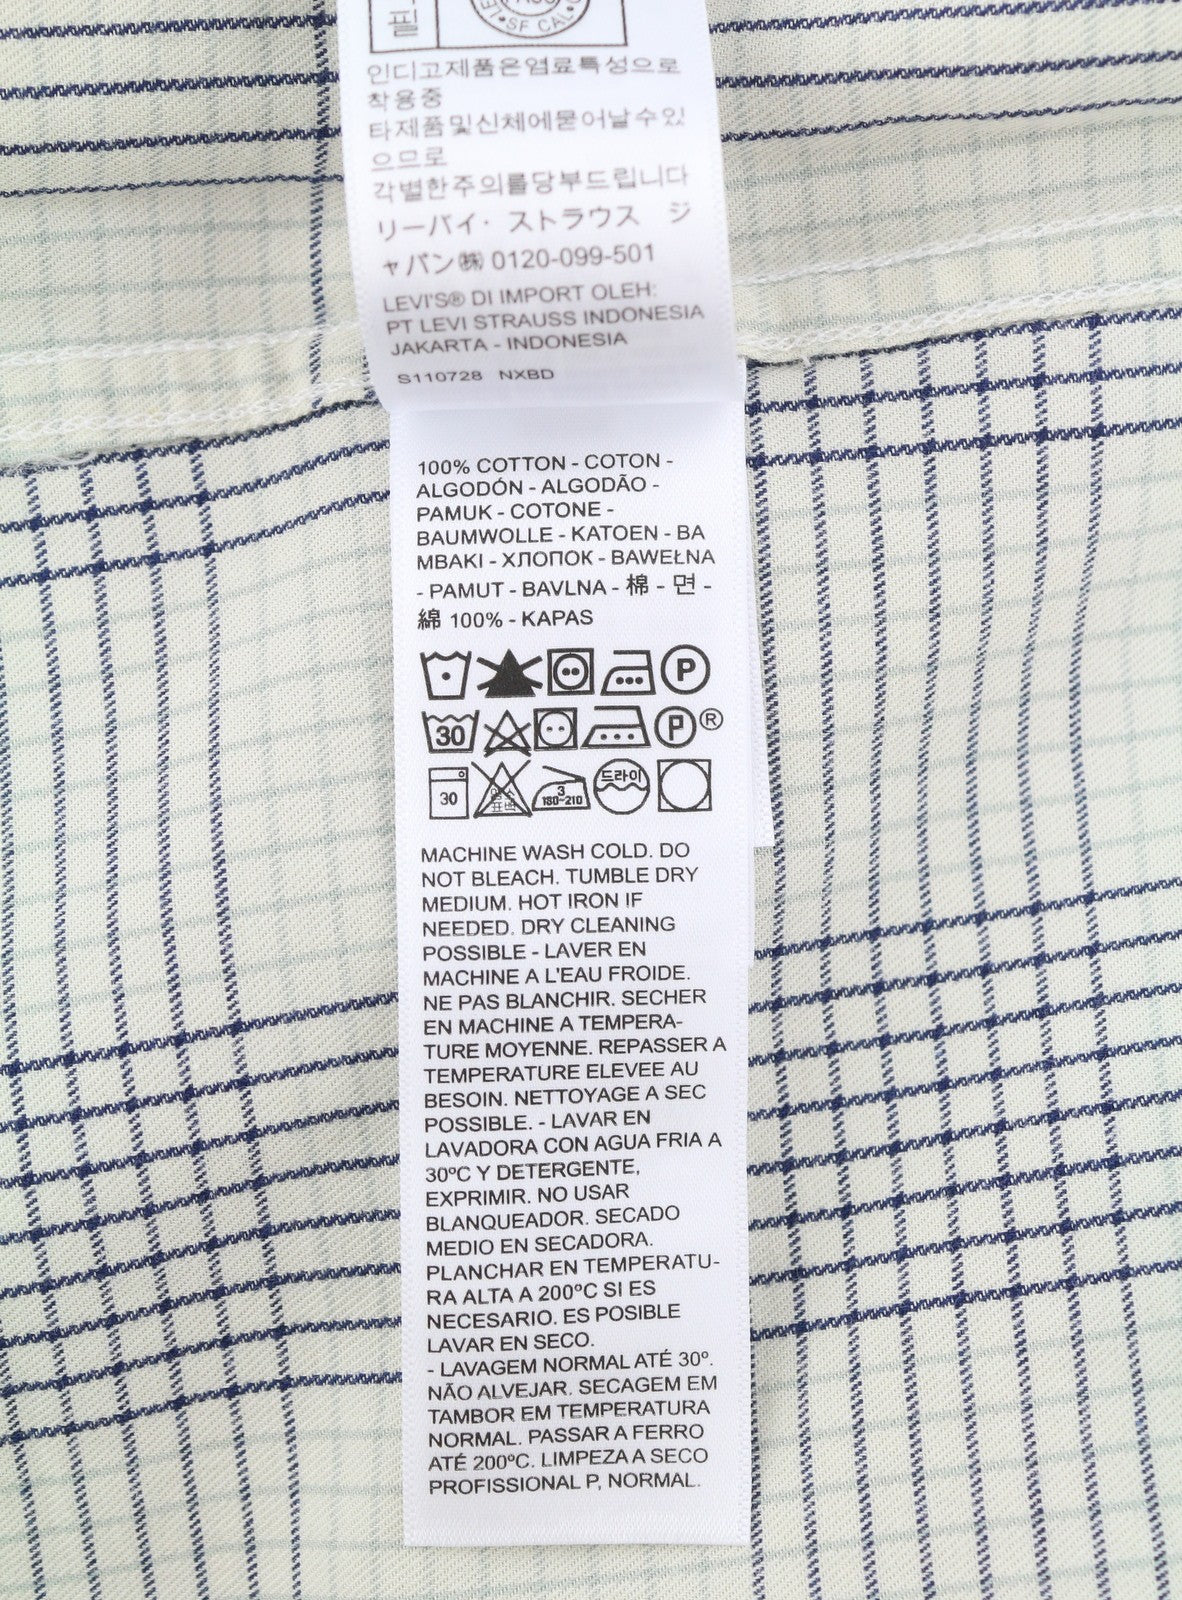 필
SF CAL
인디고제품은염료특성으로
착용중
타제품및신체에묻어날수있
으므로
각별한주의를당부드립니다
リーバイ・ストラウス ジ
ャパン㈱ 0120-099-501
LEVI'S® DI IMPORT OLEH:
PT LEVI STRAUSS INDONESIA
JAKARTA - INDONESIA
S110728 NXBD
100% COTTON - COTON -
ALGODÓN - ALGODÃO -
PAMUK - COTONE -
BAUMWOLLE - KATOEN - BA
MBAKI - ХЛОПОК - BAWEŁNA
- PAMUT - BAVLNA - 棉 - 면 -
綿 100% - KAPAS
P
30 P ®
30 3 180~210 드라이
MACHINE WASH COLD. DO
NOT BLEACH. TUMBLE DRY
MEDIUM. HOT IRON IF
NEEDED. DRY CLEANING
POSSIBLE - LAVER EN
MACHINE A L'EAU FROIDE.
NE PAS BLANCHIR. SECHER
EN MACHINE A TEMPERA-
TURE MOYENNE. REPASSER A
TEMPERATURE ELEVEE AU
BESOIN. NETTOYAGE A SEC
POSSIBLE. - LAVAR EN
LAVADORA CON AGUA FRIA A
30ºC Y DETERGENTE,
EXPRIMIR. NO USAR
BLANQUEADOR. SECADO
MEDIO EN SECADORA.
PLANCHAR EN TEMPERATU-
RA ALTA A 200ºC SI ES
NECESARIO. ES POSIBLE
LAVAR EN SECO.
- LAVAGEM NORMAL ATÉ 30º.
NÃO ALVEJAR. SECAGEM EM
TAMBOR EM TEMPERATURA
NORMAL. PASSAR A FERRO
ATÉ 200ºC. LIMPEZA A SECO
PROFISSIONAL P, NORMAL.